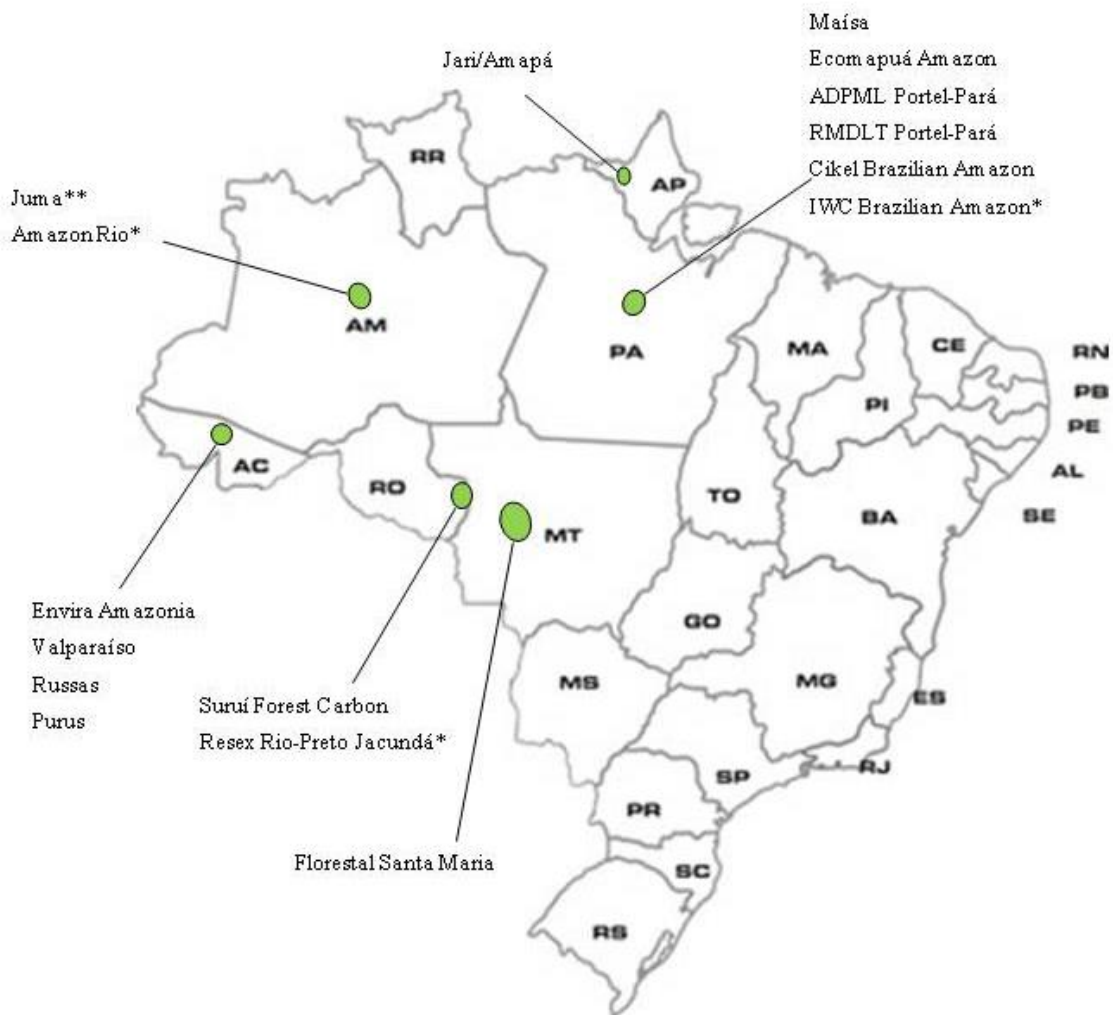 Maísa
Ecomapuá Amazon
ADPML Portel-Pará
RMDLT Portel-Pará
Cikel Brazilian Amazon
IWC Brazilian Amazon*
Jari/Amapá
Juma**
AmazonRio*
RR
AP
AM
PA
MA
CE
RN
PB
PI
PE
AL
SE
AC
RO
TO
BA
MT
GO
MS
MG
ES
SP
RJ
PR
SC
RS
Envira Amazonia
Valparaíso
Russas
Purus
Suruí Forest Carbon
Resex Rio-Preto Jacundá*
Florestal Santa Maria